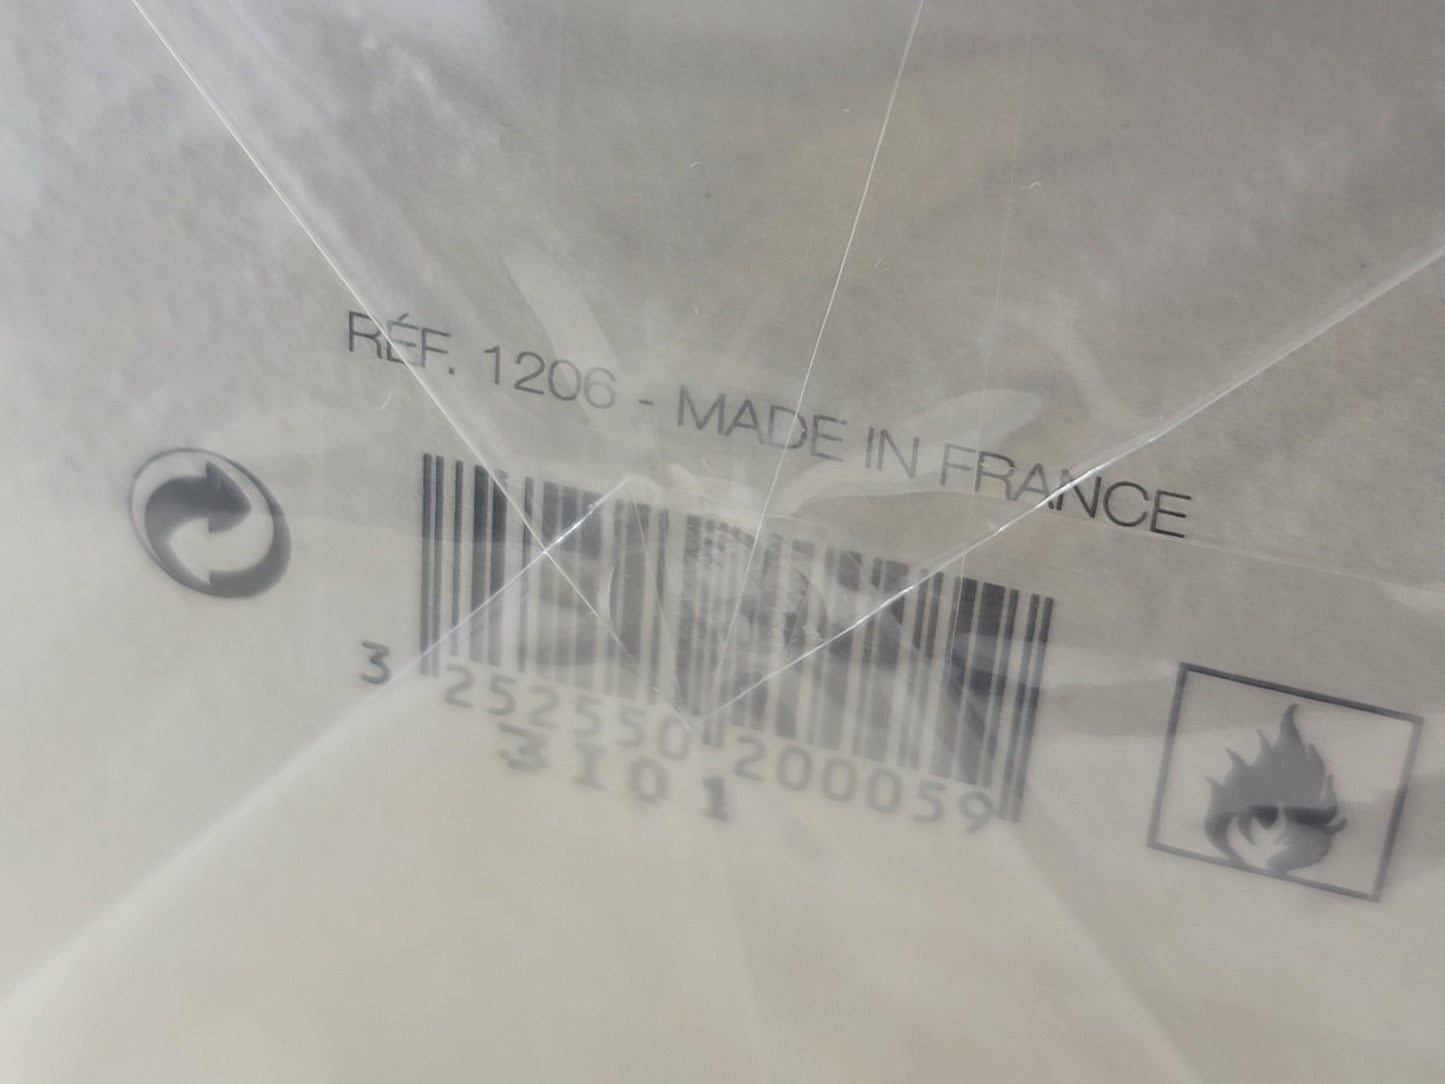 RÉF. 1206 - MADE IN FRANCE
3 252550 200059
3101